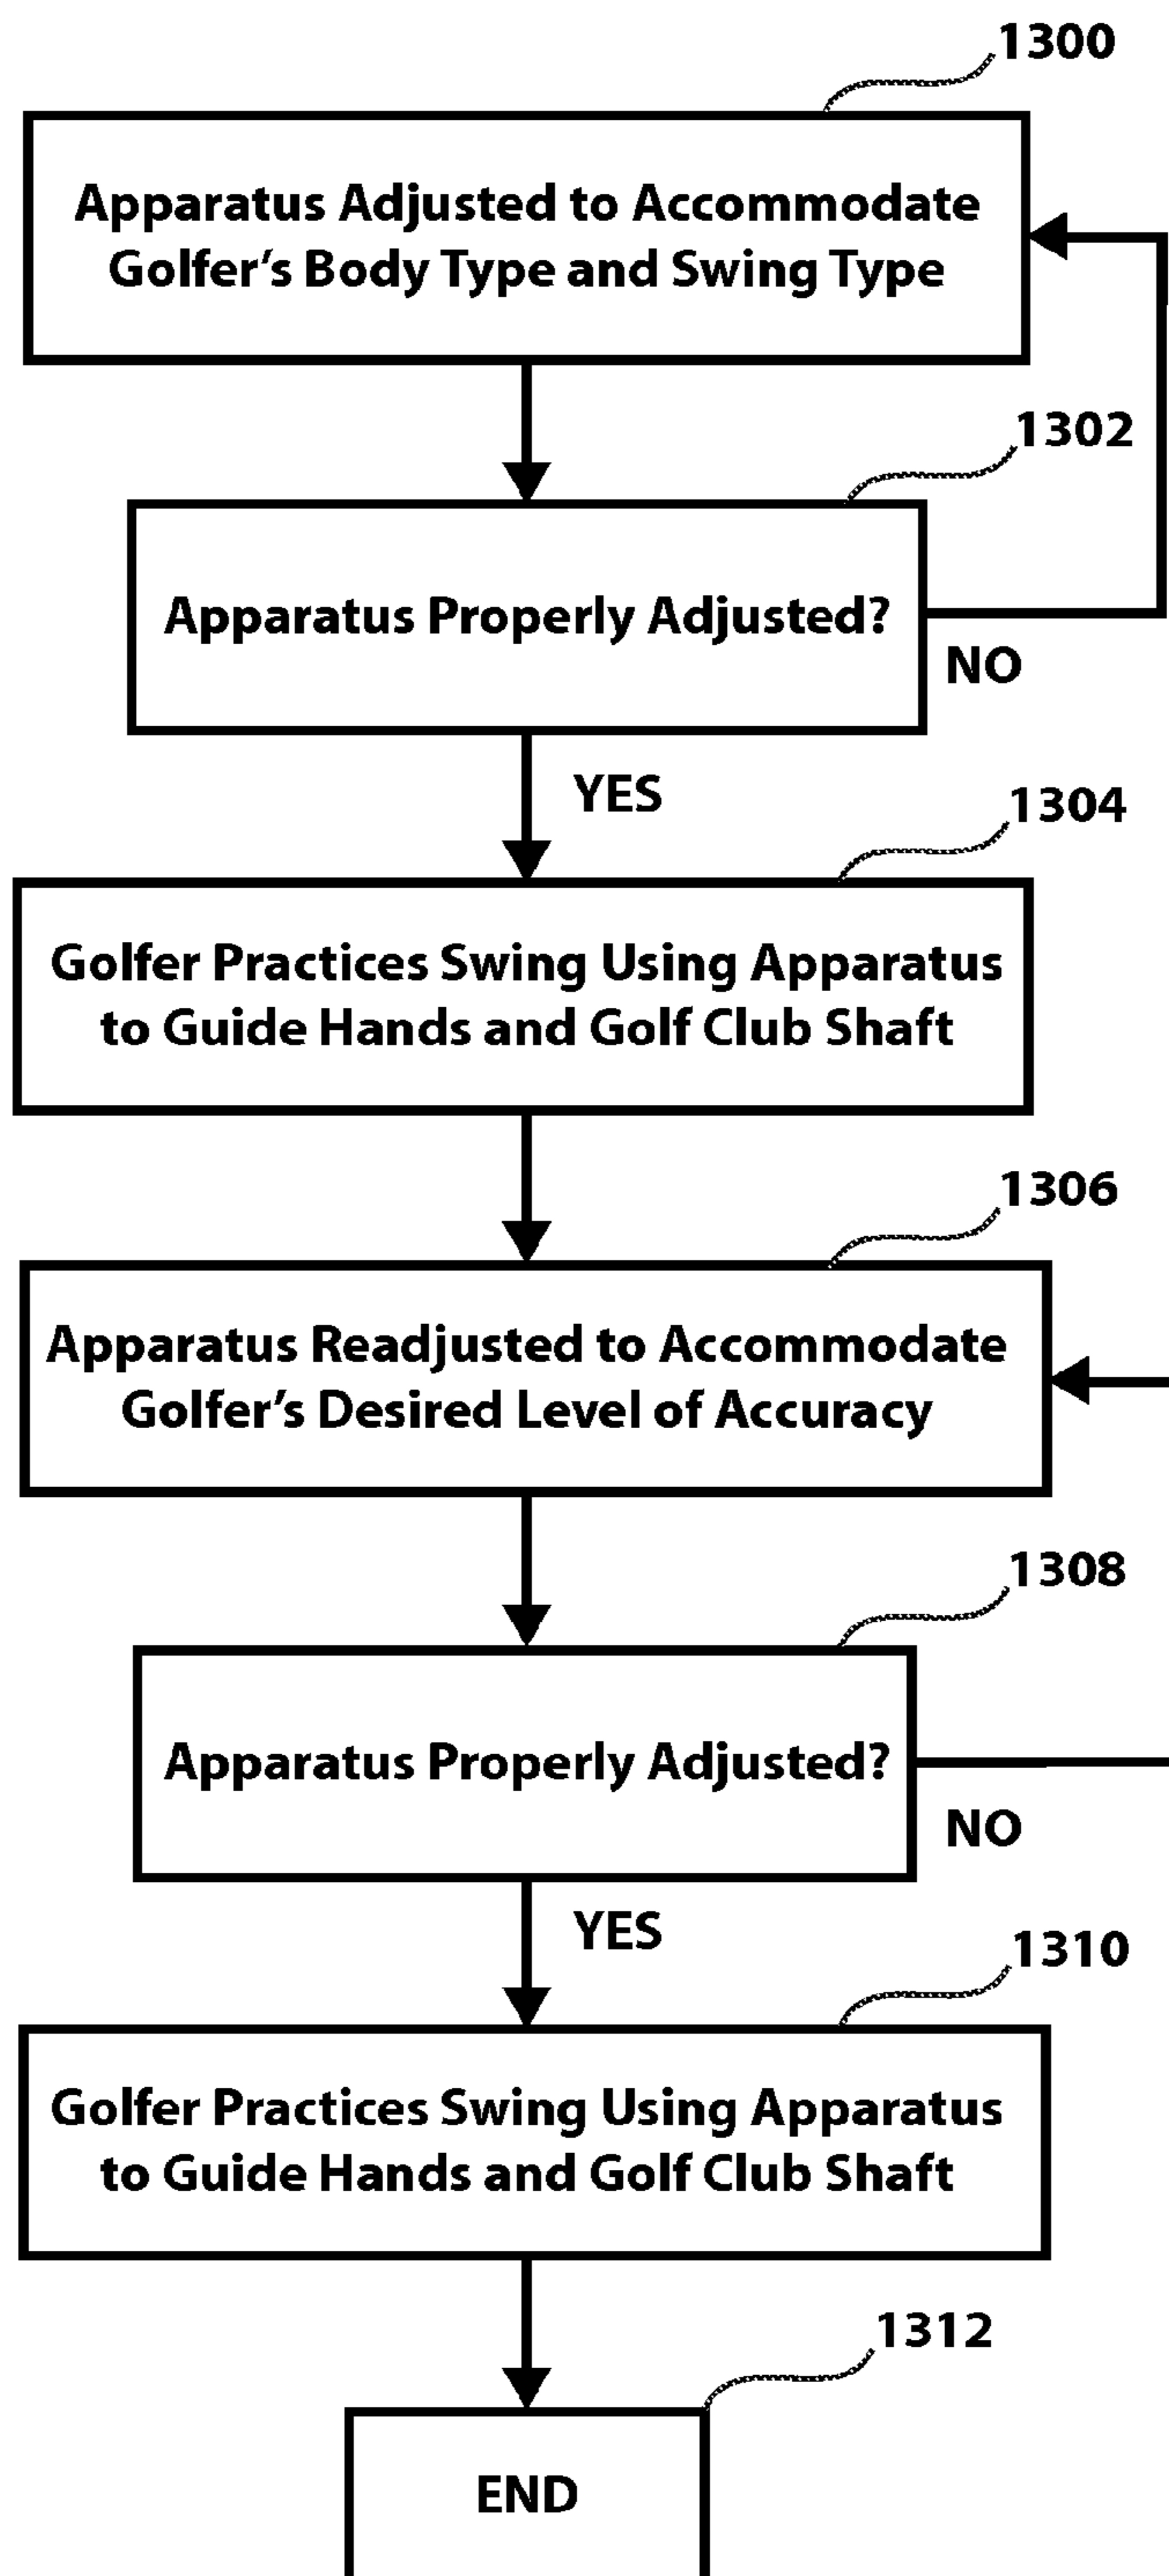 1300
Apparatus Adjusted to Accommodate
Golfer’s Body Type and Swing Type
1302
Apparatus Properly Adjusted?
NO
YES
1304
Golfer Practices Swing Using Apparatus
to Guide Hands and Golf Club Shaft
1306
Apparatus Readjusted to Accommodate
Golfer’s Desired Level of Accuracy
1308
Apparatus Properly Adjusted?
NO
YES
1310
Golfer Practices Swing Using Apparatus
to Guide Hands and Golf Club Shaft
1312
END